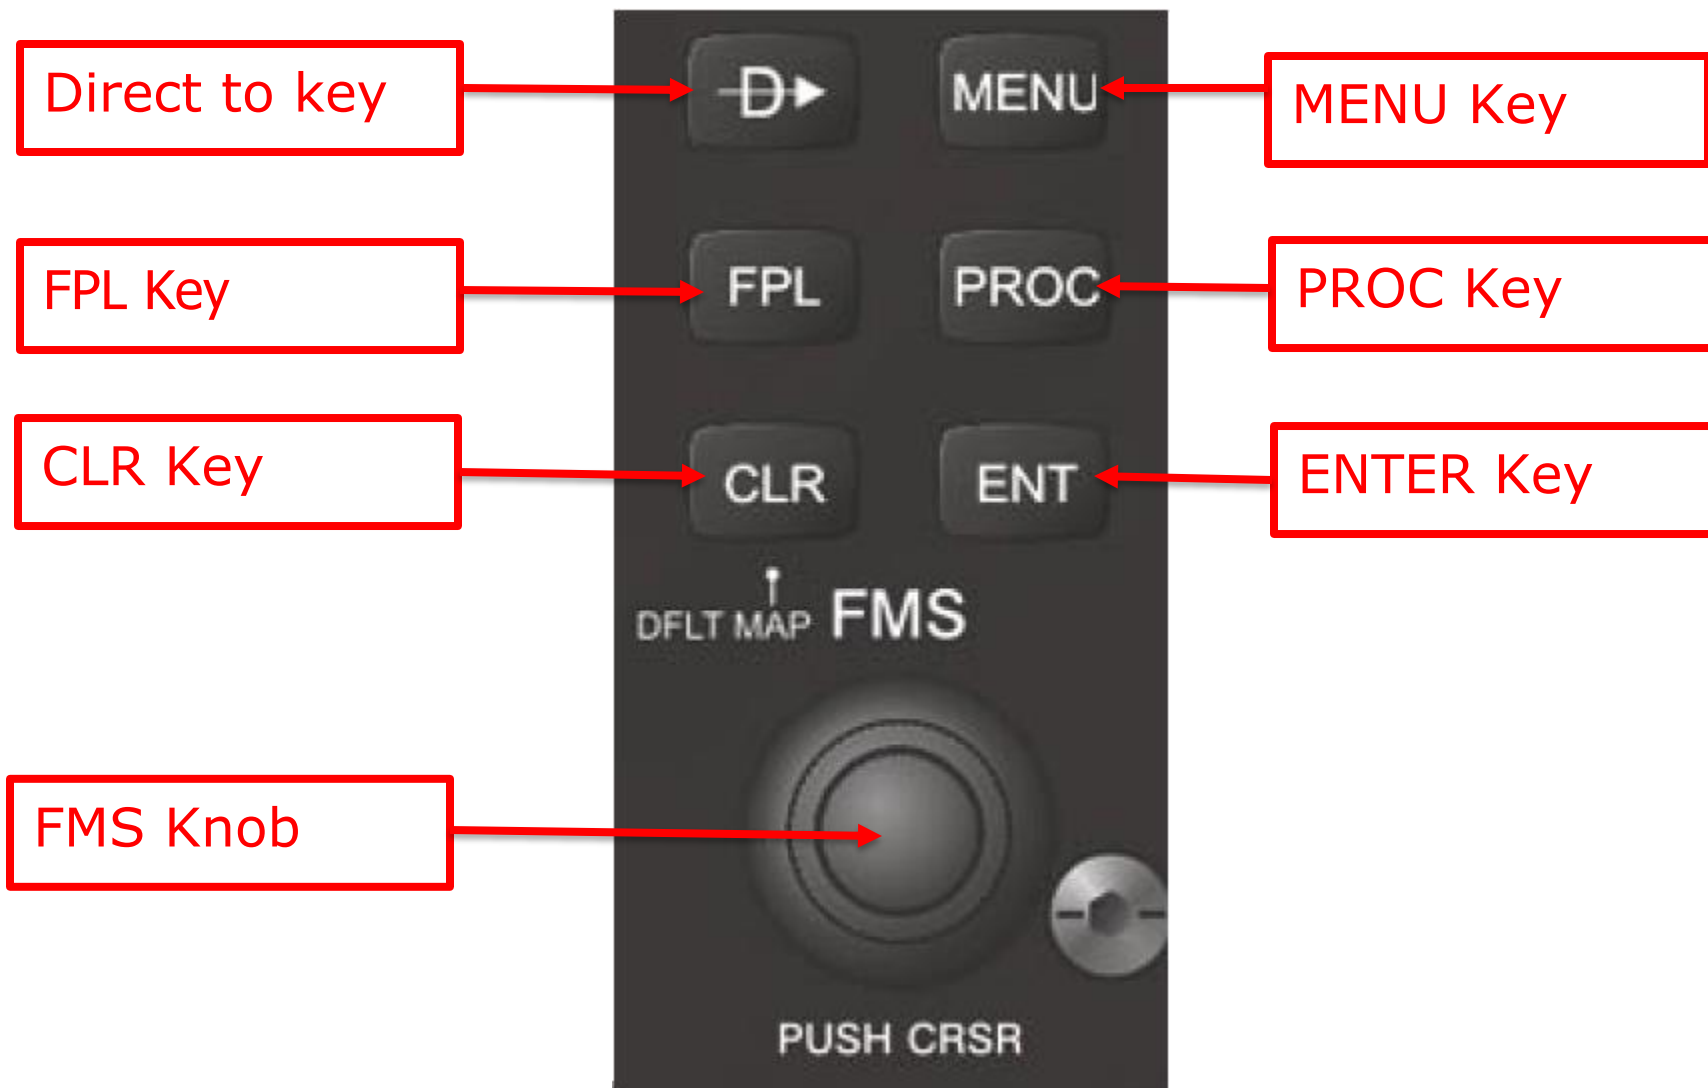 Direct to key
MENU
MENU Key
FPL Key
FPL
PROC
PROC Key
CLR Key
CLR
ENT
ENTER Key
DFLT MAP
FMS
FMS Knob
PUSH CRSR